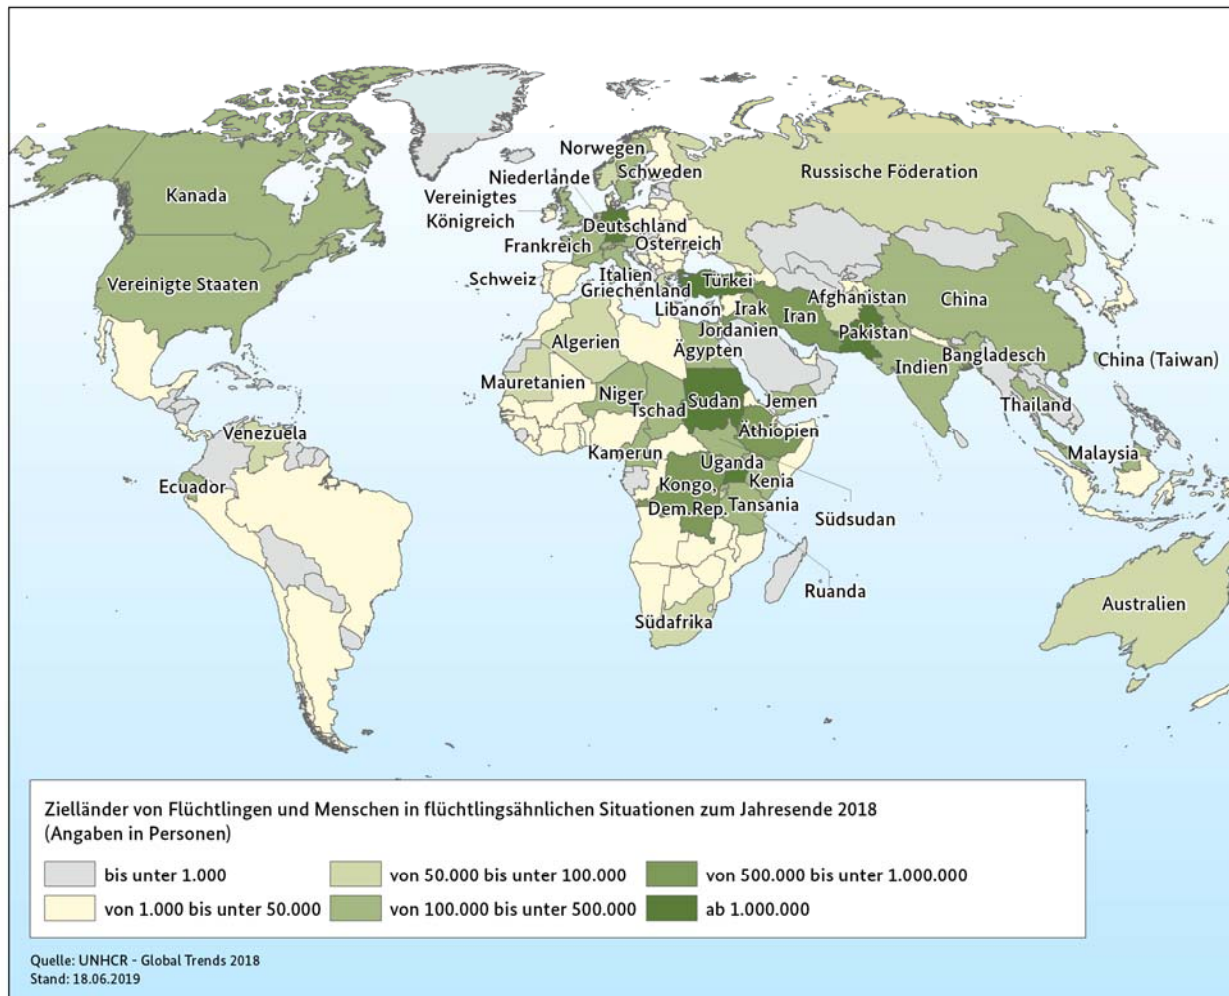 Norwegen
Niederlande
Schweden
Russische Föderation
Kanada
Vereinigtes
Königreich
Deutschland
Frankreich
Österreich
Schweiz
Italien
Türkei
Vereinigte Staaten
Griechenland
Afghanistan
China
Libanon
Irak
Iran
Jordanien
Pakistan
Algerien
Ägypten
Bangladesch
China (Taiwan)
Indien
Mauretanien
Niger
Sudan
Jemen
Thailand
Tschad
Venezuela
Äthiopien
Kamerun
Malaysia
Uganda
Ecuador
Kongo,
Dem.Rep.
Kenia
Tansania
Südsudan
Ruanda
Australien
Südafrika
Zielländer von Flüchtlingen und Menschen in flüchtlingsähnlichen Situationen zum Jahresende 2018
(Angaben in Personen)
bis unter 1.000
von 50.000 bis unter 100.000
von 500.000 bis unter 1.000.000
von 1.000 bis unter 50.000
von 100.000 bis unter 500.000
ab 1.000.000
Quelle: UNHCR - Global Trends 2018
Stand: 18.06.2019